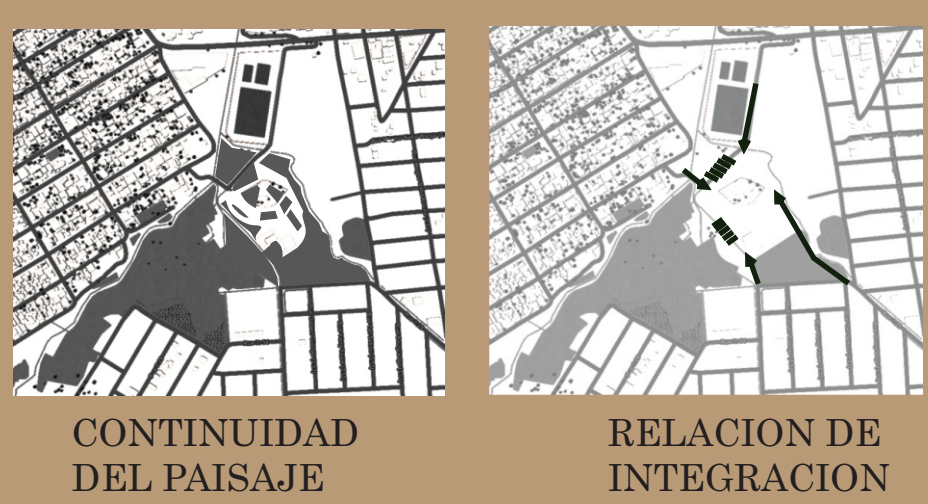 CONTINUIDAD
DEL PAISAJE
RELACION DE
INTEGRACION